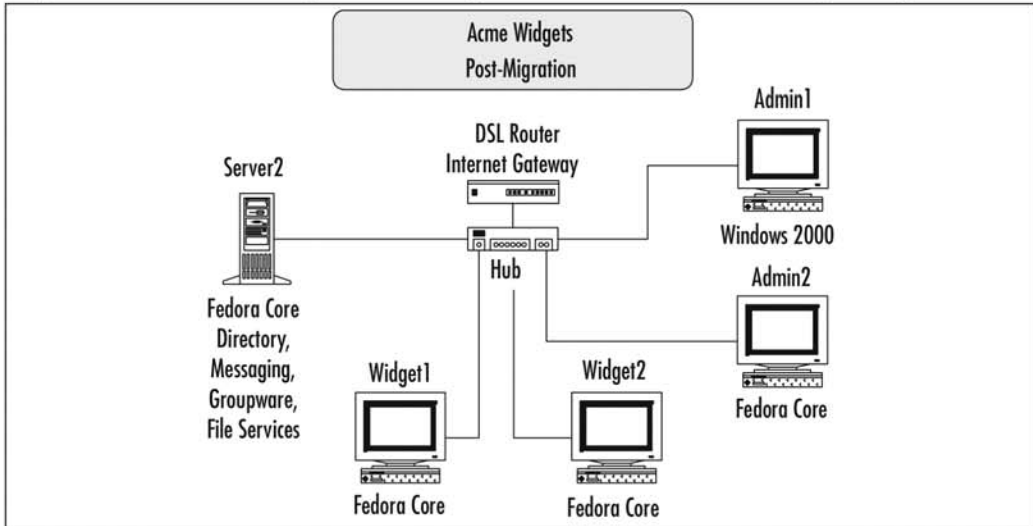 Acme Widgets
Post-Migration
DSL Router
Internet Gateway
Server2
Admin1
Hub
Windows 2000
Admin2
Fedora Core
Directory,
Messaging,
Groupware,
File Services
Widget1
Widget2
Fedora Core
Fedora Core
Fedora Core